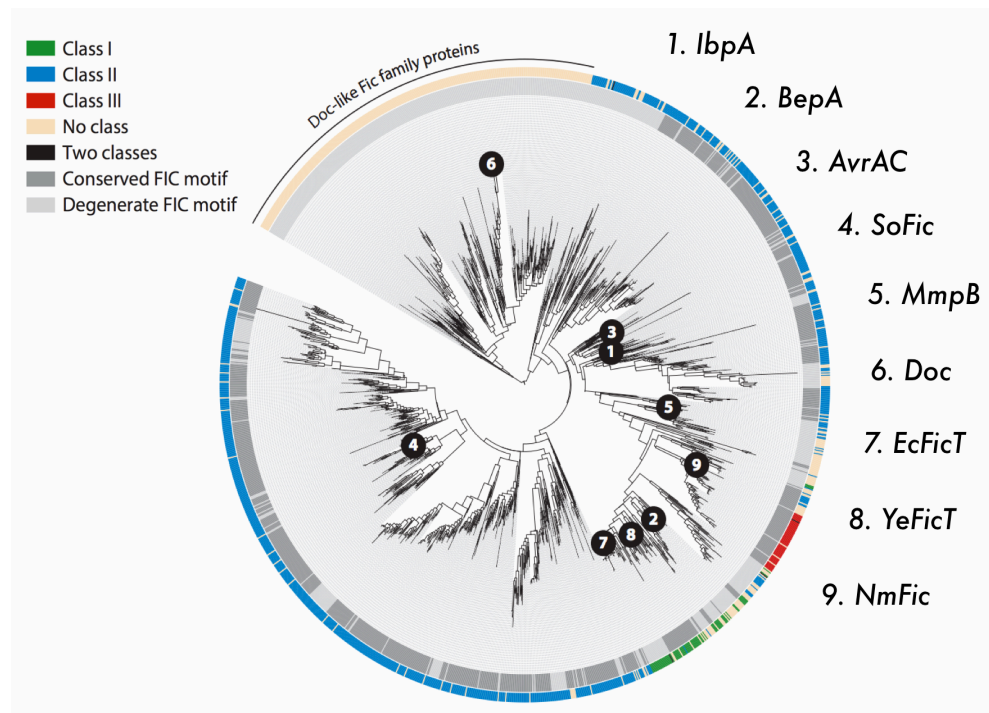 Class I
Class II
Class III
No class
Two classes
Conserved FIC motif
Degenerate FIC motif
Doc-like Fic family proteins
6
3
1
5
4
9
2
8
7
1. IbpA
2. BepA
3. AvrAC
4. SoFic
5. MmpB
6. Doc
7. EcFicT
8. YeFicT
9. NmFic